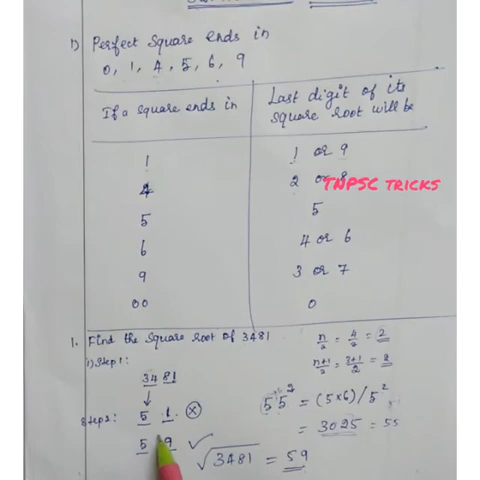 1) Perfect Square ends in
0, 1, 4, 5, 6, 9
If a square ends in
Last digit of its
square root will be
1
1 or 9
4
2 or 8
TNPSC TRICKS
5
5
6
4 or 6
9
3 or 7
00
0
1. Find the square root of 3481
i) Step 1:
n/2 = 4/2 = 2
n+1/2 = 3+1/2 = 2
3481
↓
Step 2: 5 1 ⊗
5 9 ✓
55² = (5×6)/5²
= 3025 = 55
√3481 = 59